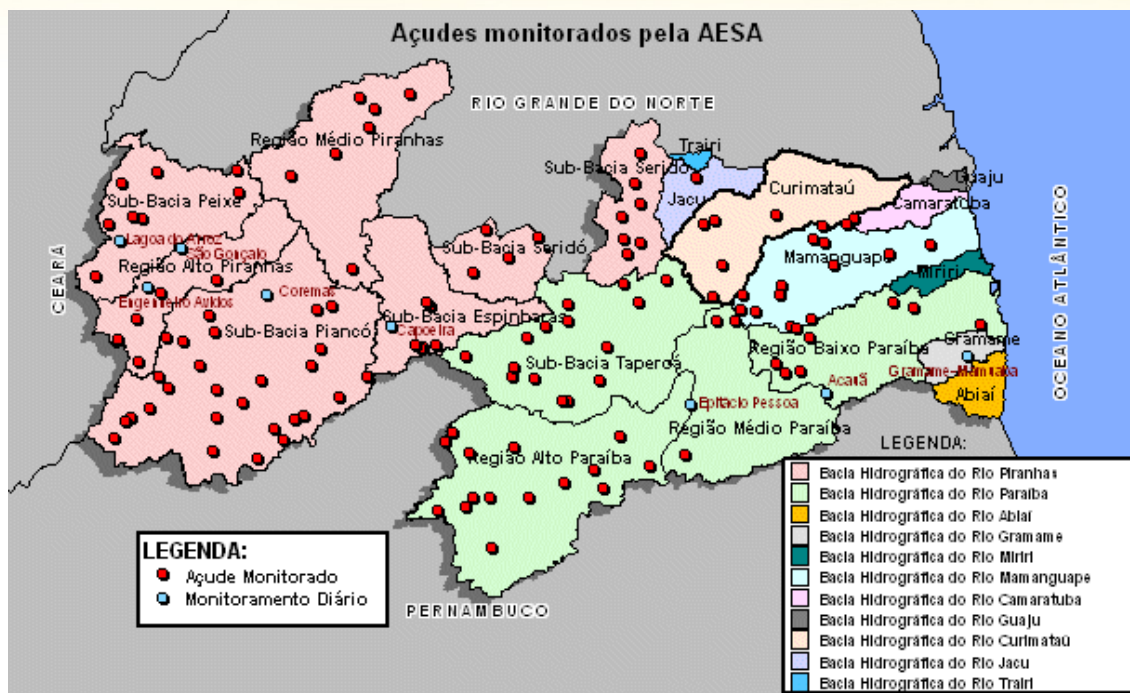 Açudes monitorados pela AESA
RIO GRANDE DO NORTE
Região Médio Piranhas
Trairi
Sub-Bacia Seridó
Guaju
Curimataú
Jacu
Camaratuba
Sub-Bacia Peixe
Lagoa do Arroz
São Gonçalo
Sub-Bacia Seridó
Mamanguape
Região Alto Piranhas
Miriri
CEARÁ
Coremas
Engenheiro Avidos
OCEANO ATLÂNTICO
Sub-Bacia Piancó
Sub-Bacia Espinharas
Capoeira
Gramame
Região Baixo Paraíba
Sub-Bacia Taperoá
Gramame-Mamuaba
Acauã
Abiaí
Epitácio Pessoa
Região Médio Paraíba
Região Alto Paraíba
PERNAMBUCO
LEGENDA:
Açude Monitorado
Monitoramento Diário
LEGENDA:
Bacia Hidrográfica do Rio Piranhas
Bacia Hidrográfica do Rio Paraíba
Bacia Hidrográfica do Rio Abiaí
Bacia Hidrográfica do Rio Gramame
Bacia Hidrográfica do Rio Miriri
Bacia Hidrográfica do Rio Mamanguape
Bacia Hidrográfica do Rio Camaratuba
Bacia Hidrográfica do Rio Guaju
Bacia Hidrográfica do Rio Curimataú
Bacia Hidrográfica do Rio Jacu
Bacia Hidrográfica do Rio Trairi